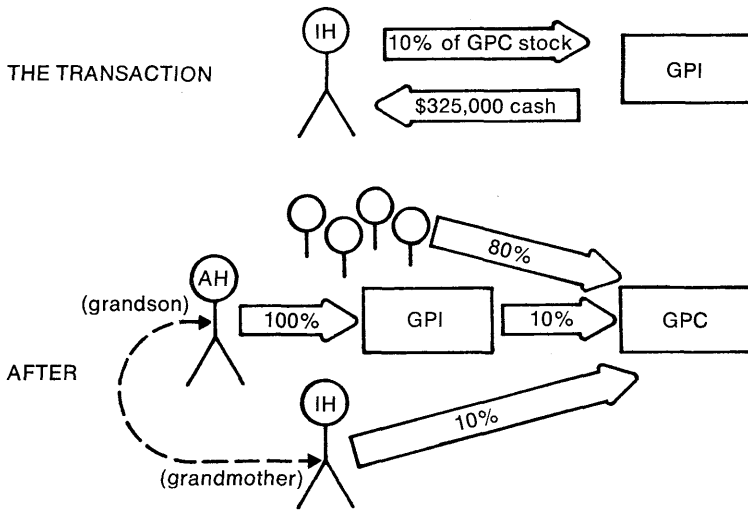 IH
10% of GPC stock
THE TRANSACTION
GPI
$325,000 cash
80%
AH
(grandson)
100%
GPI
10%
GPC
AFTER
IH
10%
(grandmother)